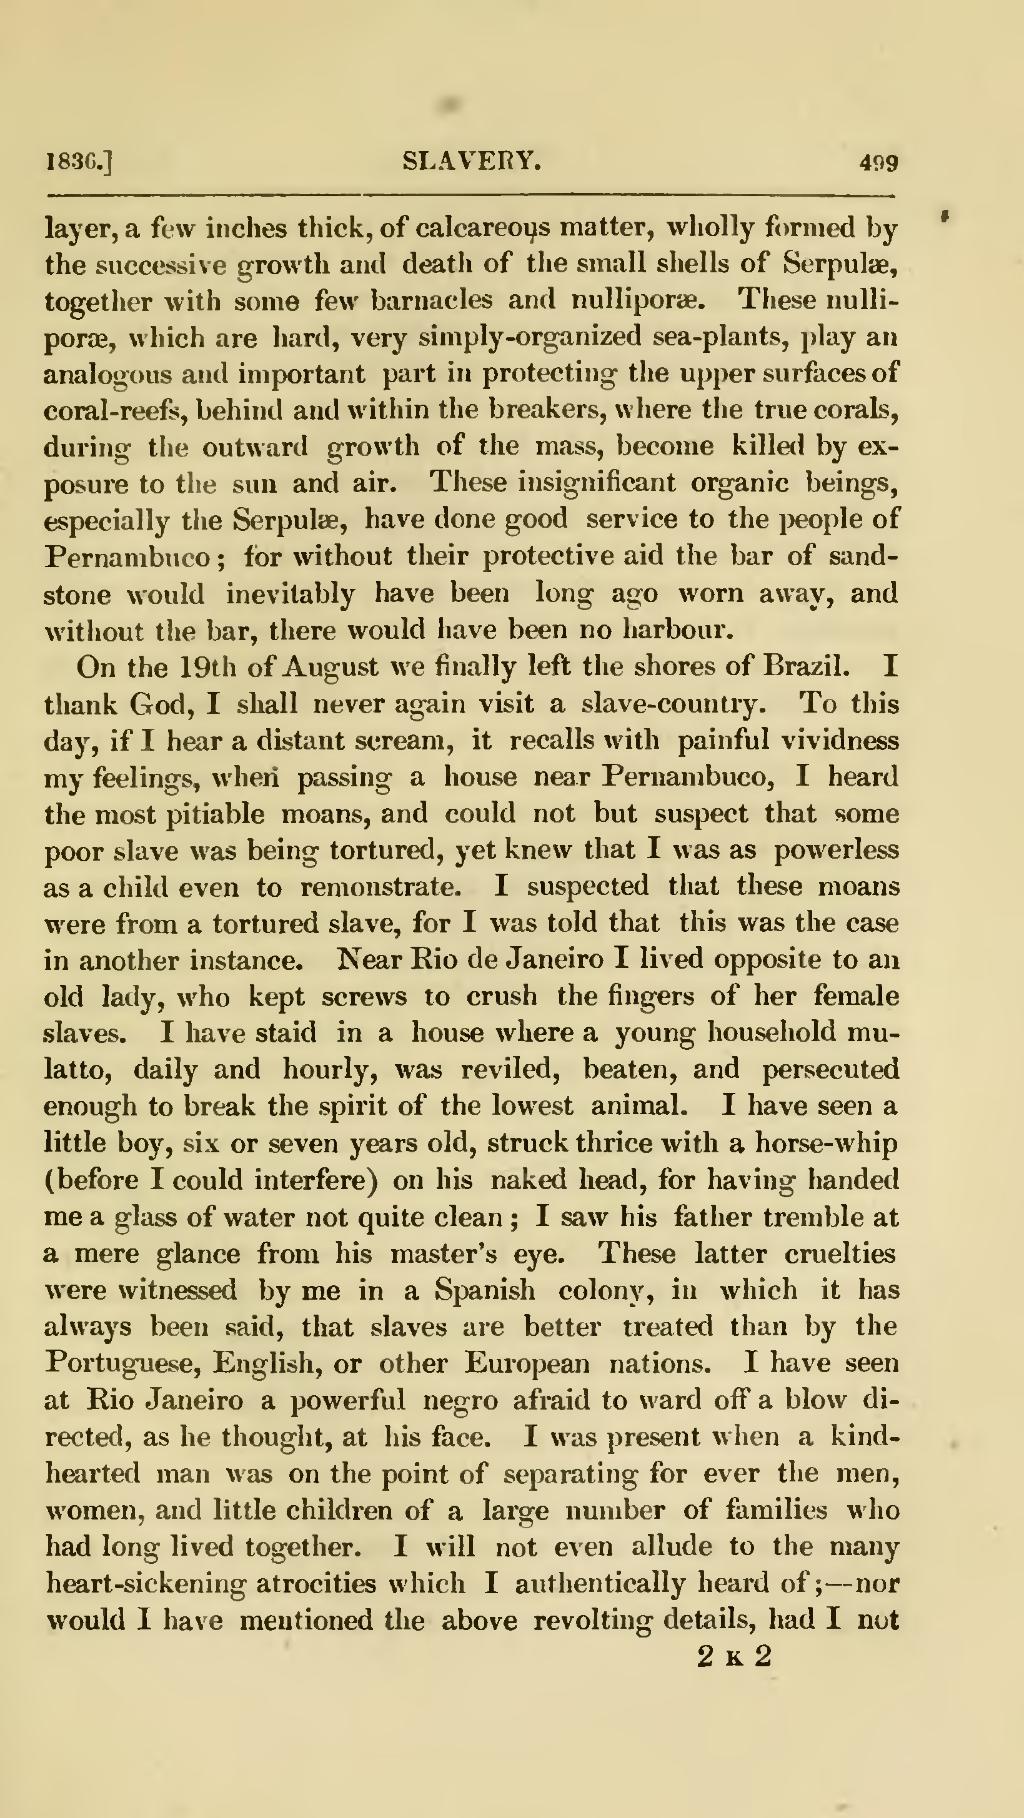 1836.] SLAVERY. 499
layer, a few inches thick, of calcareous matter, wholly formed by
the successive growth and death of the small shells of Serpulæ,
together with some few barnacles and nulliporæ. These nulli-
poræ, which are hard, very simply-organized sea-plants, play an
analogous and important part in protecting the upper surfaces of
coral-reefs, behind and within the breakers, where the true corals,
during the outward growth of the mass, become killed by ex-
posure to the sun and air. These insignificant organic beings,
especially the Serpulæ, have done good service to the people of
Pernambuco; for without their protective aid the bar of sand-
stone would inevitably have been long ago worn away, and
without the bar, there would have been no harbour.
On the 19th of August we finally left the shores of Brazil. I
thank God, I shall never again visit a slave-country. To this
day, if I hear a distant scream, it recalls with painful vividness
my feelings, when passing a house near Pernambuco, I heard
the most pitiable moans, and could not but suspect that some
poor slave was being tortured, yet knew that I was as powerless
as a child even to remonstrate. I suspected that these moans
were from a tortured slave, for I was told that this was the case
in another instance. Near Rio de Janeiro I lived opposite to an
old lady, who kept screws to crush the fingers of her female
slaves. I have staid in a house where a young household mu-
latto, daily and hourly, was reviled, beaten, and persecuted
enough to break the spirit of the lowest animal. I have seen a
little boy, six or seven years old, struck thrice with a horse-whip
(before I could interfere) on his naked head, for having handed
me a glass of water not quite clean; I saw his father tremble at
a mere glance from his master's eye. These latter cruelties
were witnessed by me in a Spanish colony, in which it has
always been said, that slaves are better treated than by the
Portuguese, English, or other European nations. I have seen
at Rio Janeiro a powerful negro afraid to ward off a blow di-
rected, as he thought, at his face. I was present when a kind-
hearted man was on the point of separating for ever the men,
women, and little children of a large number of families who
had long lived together. I will not even allude to the many
heart-sickening atrocities which I authentically heard of;—nor
would I have mentioned the above revolting details, had I not
2 K 2